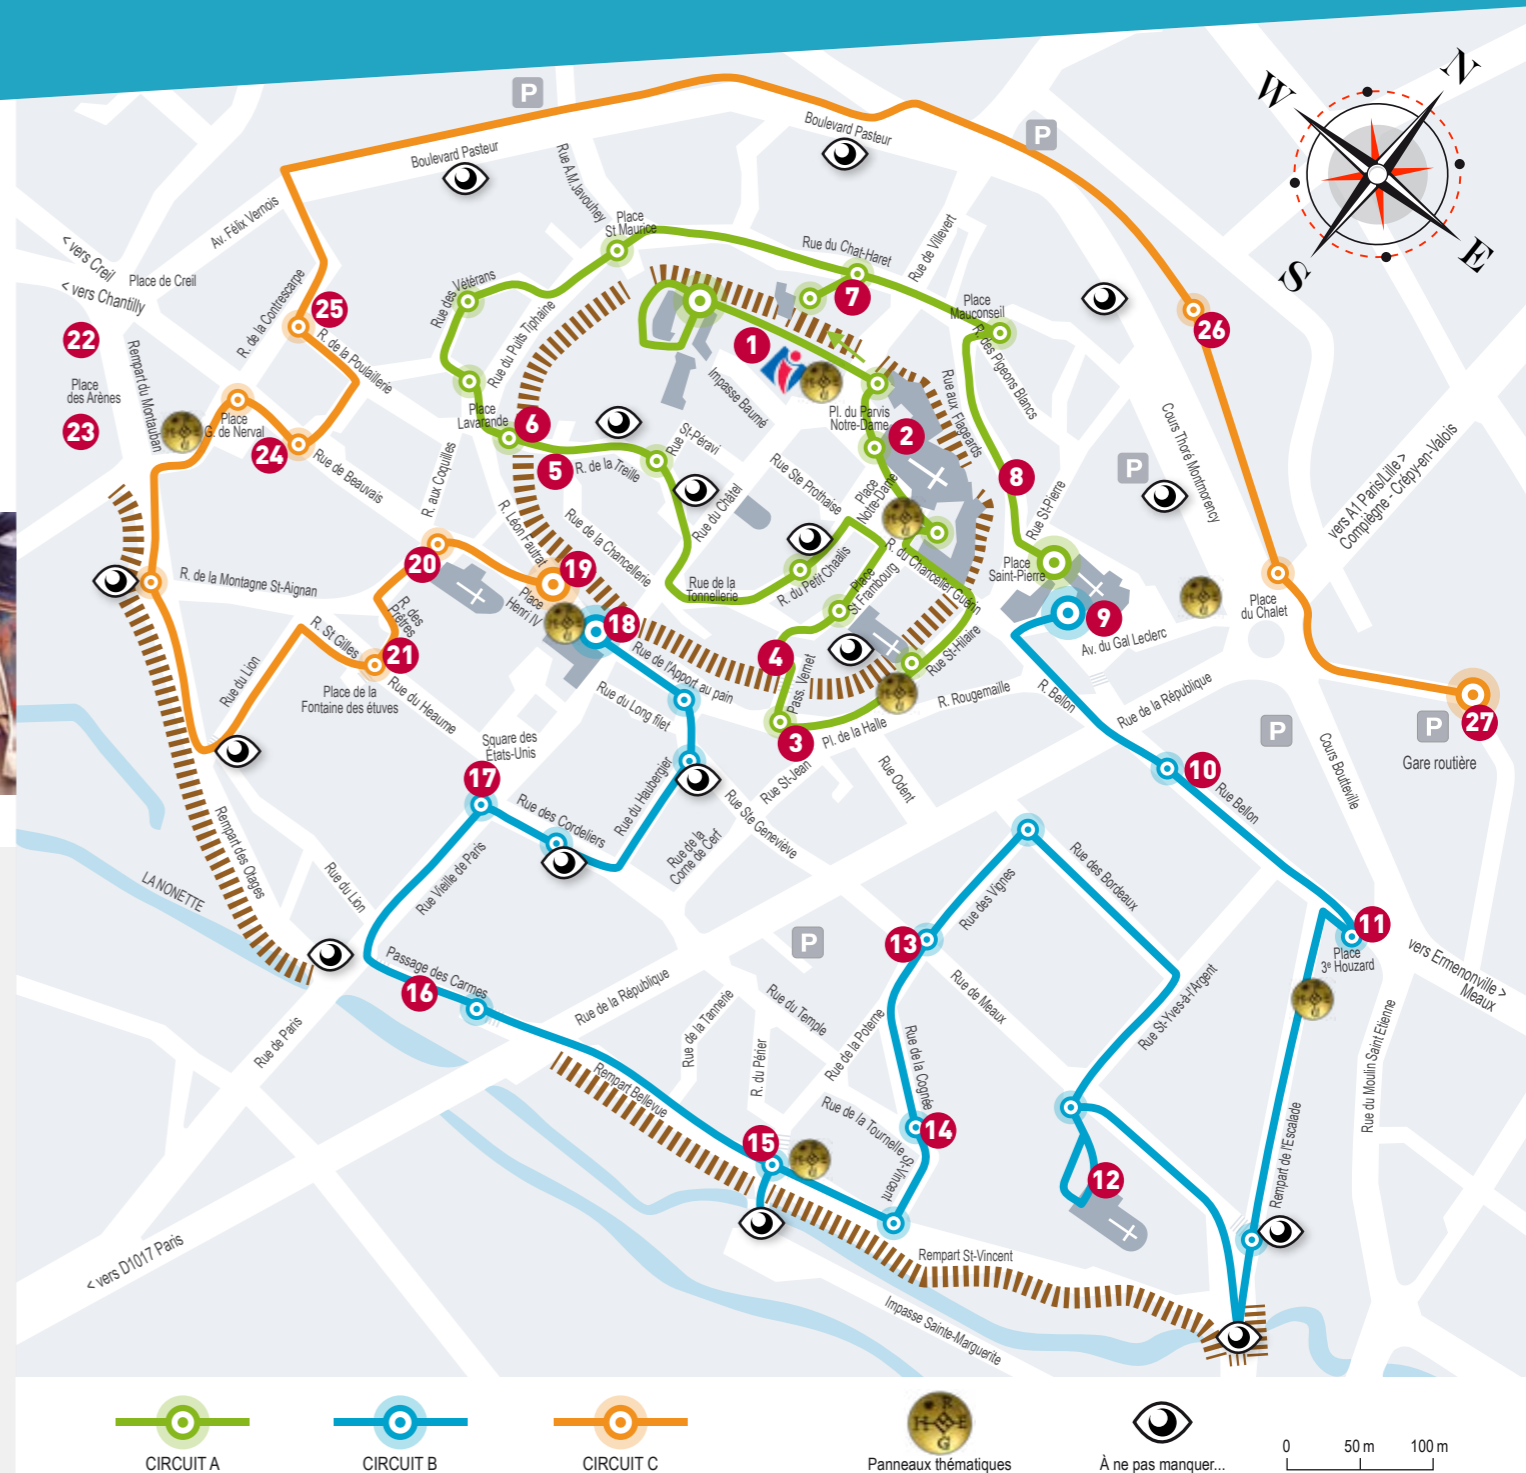 P
N
W
E
S
Boulevard Pasteur
Boulevard Pasteur
P
Rue A.M.Javouhey
Place
St Maurice
Av. Félix Vernois
< vers Creil
Place de Creil
< vers Chantilly
Rue des Vétérans
Rue du Chat-Haret
Rue de Villevert
7
Place
Mauconseil
R. de la Contrescarpe
25
R. de la Poulaillerie
Rue du Puits Tiphaine
1
Impasse Baumé
R. des Pigeons Blancs
26
22
Rempart du Montauban
Place
des Arènes
23
Place
G. de Nerval
24
Rue de Beauvais
R. aux Coquilles
Place
Lavarande
6
5
R. de la Treille
Rue St-Péravi
Pl. du Parvis
Notre-Dame
2
Rue aux Flageards
Cours Thoré Montmorency
vers A1 Paris/Lille >
Compiègne - Crépy-en-Valois
P
8
Rue St-Pierre
Rue Ste Prothaise
Place
Notre-Dame
Rue du Châtel
R. Léon Fautrat
Rue de la Chancellerie
R. du Chancelier Guérin
R. du Petit Chaalis
Place
St Frambourg
Rue de la
Tonnellerie
Place
Saint-Pierre
R. de la Montagne St-Aignan
20
19
Place
Henri IV
18
R. des
Prêtres
R. St Gilles
21
Place
du Chalet
9
Av. du Gal Leclerc
4
Rue St-Hilaire
Pass. Vernet
Rue de l'Apport au pain
Rue du Long filet
Rue du Lion
Place de la
Fontaine des étuves
Rue du Heaume
R. Rougemaille
R. Bellon
Rue de la République
27
P
Gare routière
P
3
Pl. de la Halle
Square des
États-Unis
17
Rue des Cordeliers
Rue du Haubergier
Rue St-Jean
Rue Odent
10
Rue Bellon
Cours Boutteville
Rue Ste Geneviève
Rue de la
Corne de Cerf
Rempart des Otages
Rue du Lion
Rue Vieille de Paris
LA NONETTE
Rue des Vignes
Rue des Bordeaux
11
Place
3e Houzard
vers Ermenonville >
Meaux
13
P
Passage des Carmes
16
Rue de la République
Rue de Meaux
Rue St-Yves-à-l'Argent
Rue de Paris
Rue de la Tannerie
Rue du Temple
Rue de la Poterne
Rue du Moulin Saint Etienne
Rempart Bellevue
R. du Périer
Rue de la Cognée
Rue de la Tournelle
14
15
St-Vincent
12
Rempart de l'Escalade
< vers D1017 Paris
Rempart St-Vincent
Impasse Sainte-Marguerite
CIRCUIT A
CIRCUIT B
CIRCUIT C
R
H E
G
Panneaux thématiques
À ne pas manquer...
0 50 m 100 m